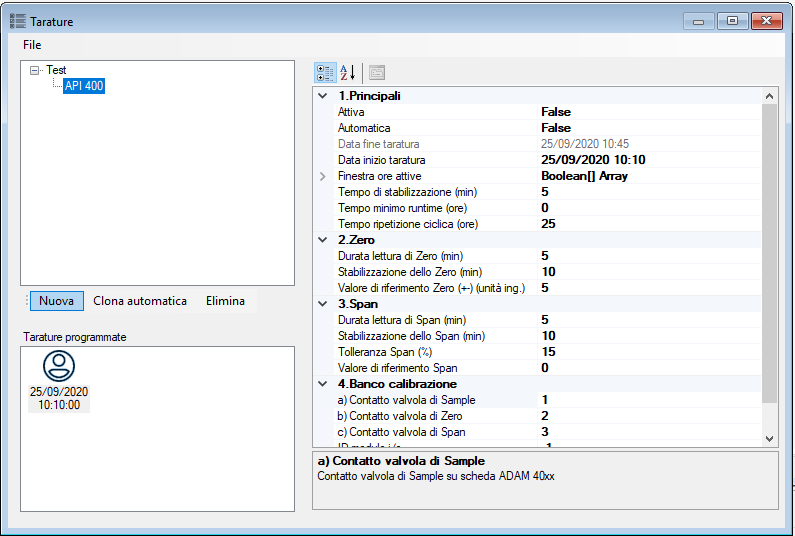 Tarature
File
Test
API 400
Nuova
Clona automatica
Elimina
Tarature programmate
25/09/2020
10:10:00
1.Principali
Attiva False
Automatica False
Data fine taratura 25/09/2020 10:45
Data inizio taratura 25/09/2020 10:10
Finestra ore attive Boolean[] Array
Tempo di stabilizzazione (min) 5
Tempo minimo runtime (ore) 0
Tempo ripetizione ciclica (ore) 25
2.Zero
Durata lettura di Zero (min) 5
Stabilizzazione dello Zero (min) 10
Valore di riferimento Zero (+-) (unità ing.) 5
3.Span
Durata lettura di Span (min) 5
Stabilizzazione dello Span (min) 10
Tolleranza Span (%) 15
Valore di riferimento Span 0
4.Banco calibrazione
a) Contatto valvola di Sample 1
b) Contatto valvola di Zero 2
c) Contatto valvola di Span 3
a) Contatto valvola di Sample
Contatto valvola di Sample su scheda ADAM 40xx